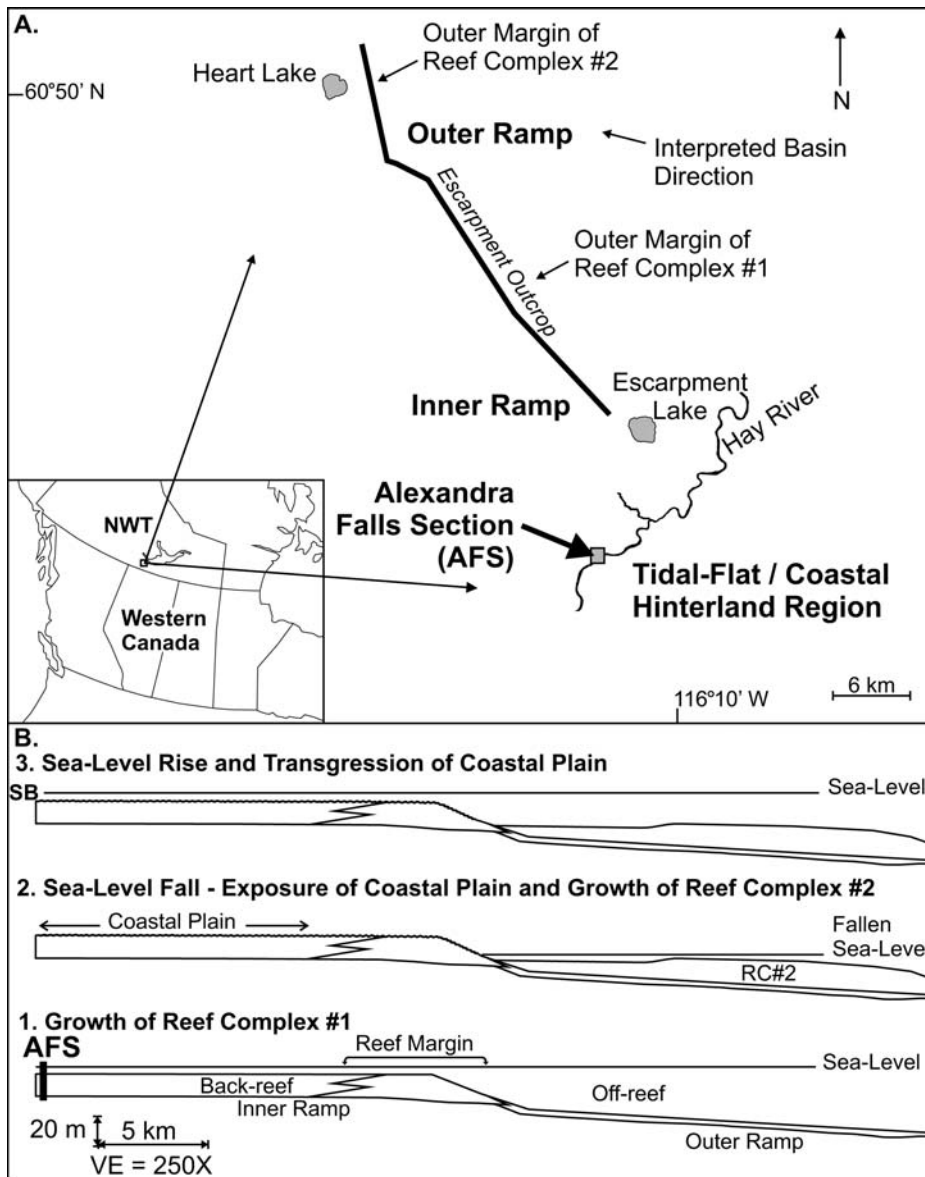 A.
Outer Margin of
Reef Complex #2
Heart Lake
60°50' N
N
Outer Ramp
Interpreted Basin
Direction
Escarpment Outcrop
Outer Margin of
Reef Complex #1
Inner Ramp
Escarpment
Lake
Hay River
Alexandra
Falls Section
(AFS)
NWT
Western
Canada
Tidal-Flat / Coastal
Hinterland Region
116°10' W
6 km
B.
3. Sea-Level Rise and Transgression of Coastal Plain
SB
Sea-Level
2. Sea-Level Fall - Exposure of Coastal Plain and Growth of Reef Complex #2
Coastal Plain
Fallen
Sea-Level
RC#2
1. Growth of Reef Complex #1
AFS
Reef Margin
Sea-Level
Back-reef
Off-reef
Inner Ramp
20 m
5 km
Outer Ramp
VE = 250X